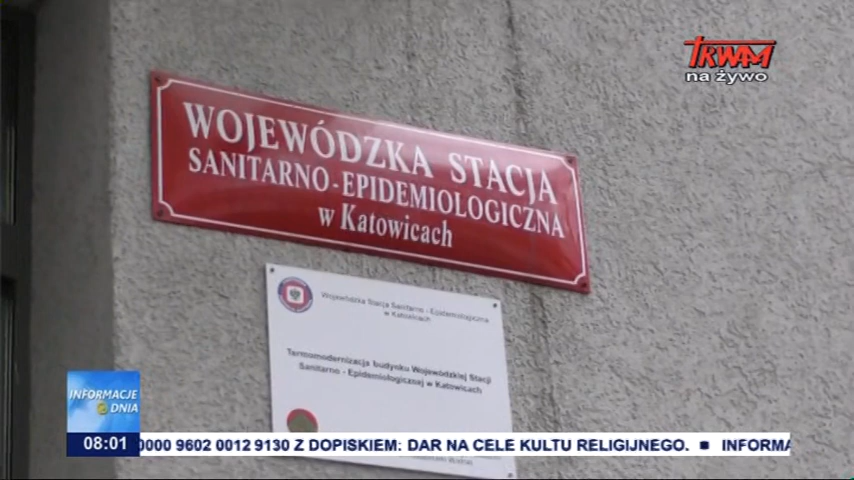 TRWAM
na żywo
WOJEWÓDZKA STACJA
SANITARNO-EPIDEMIOLOGICZNA
w Katowicach
Wojewódzka Stacja Sanitarno - Epidemiologiczna
w Katowicach
Termomodernizacja budynku Wojewódzkiej Stacji
Sanitarno - Epidemiologicznej w Katowicach
INFORMACJE
DNIA
08:01 0000 9602 0012 9130 Z DOPISKIEM: DAR NA CELE KULTU RELIGIJNEGO. ■ INFORMA